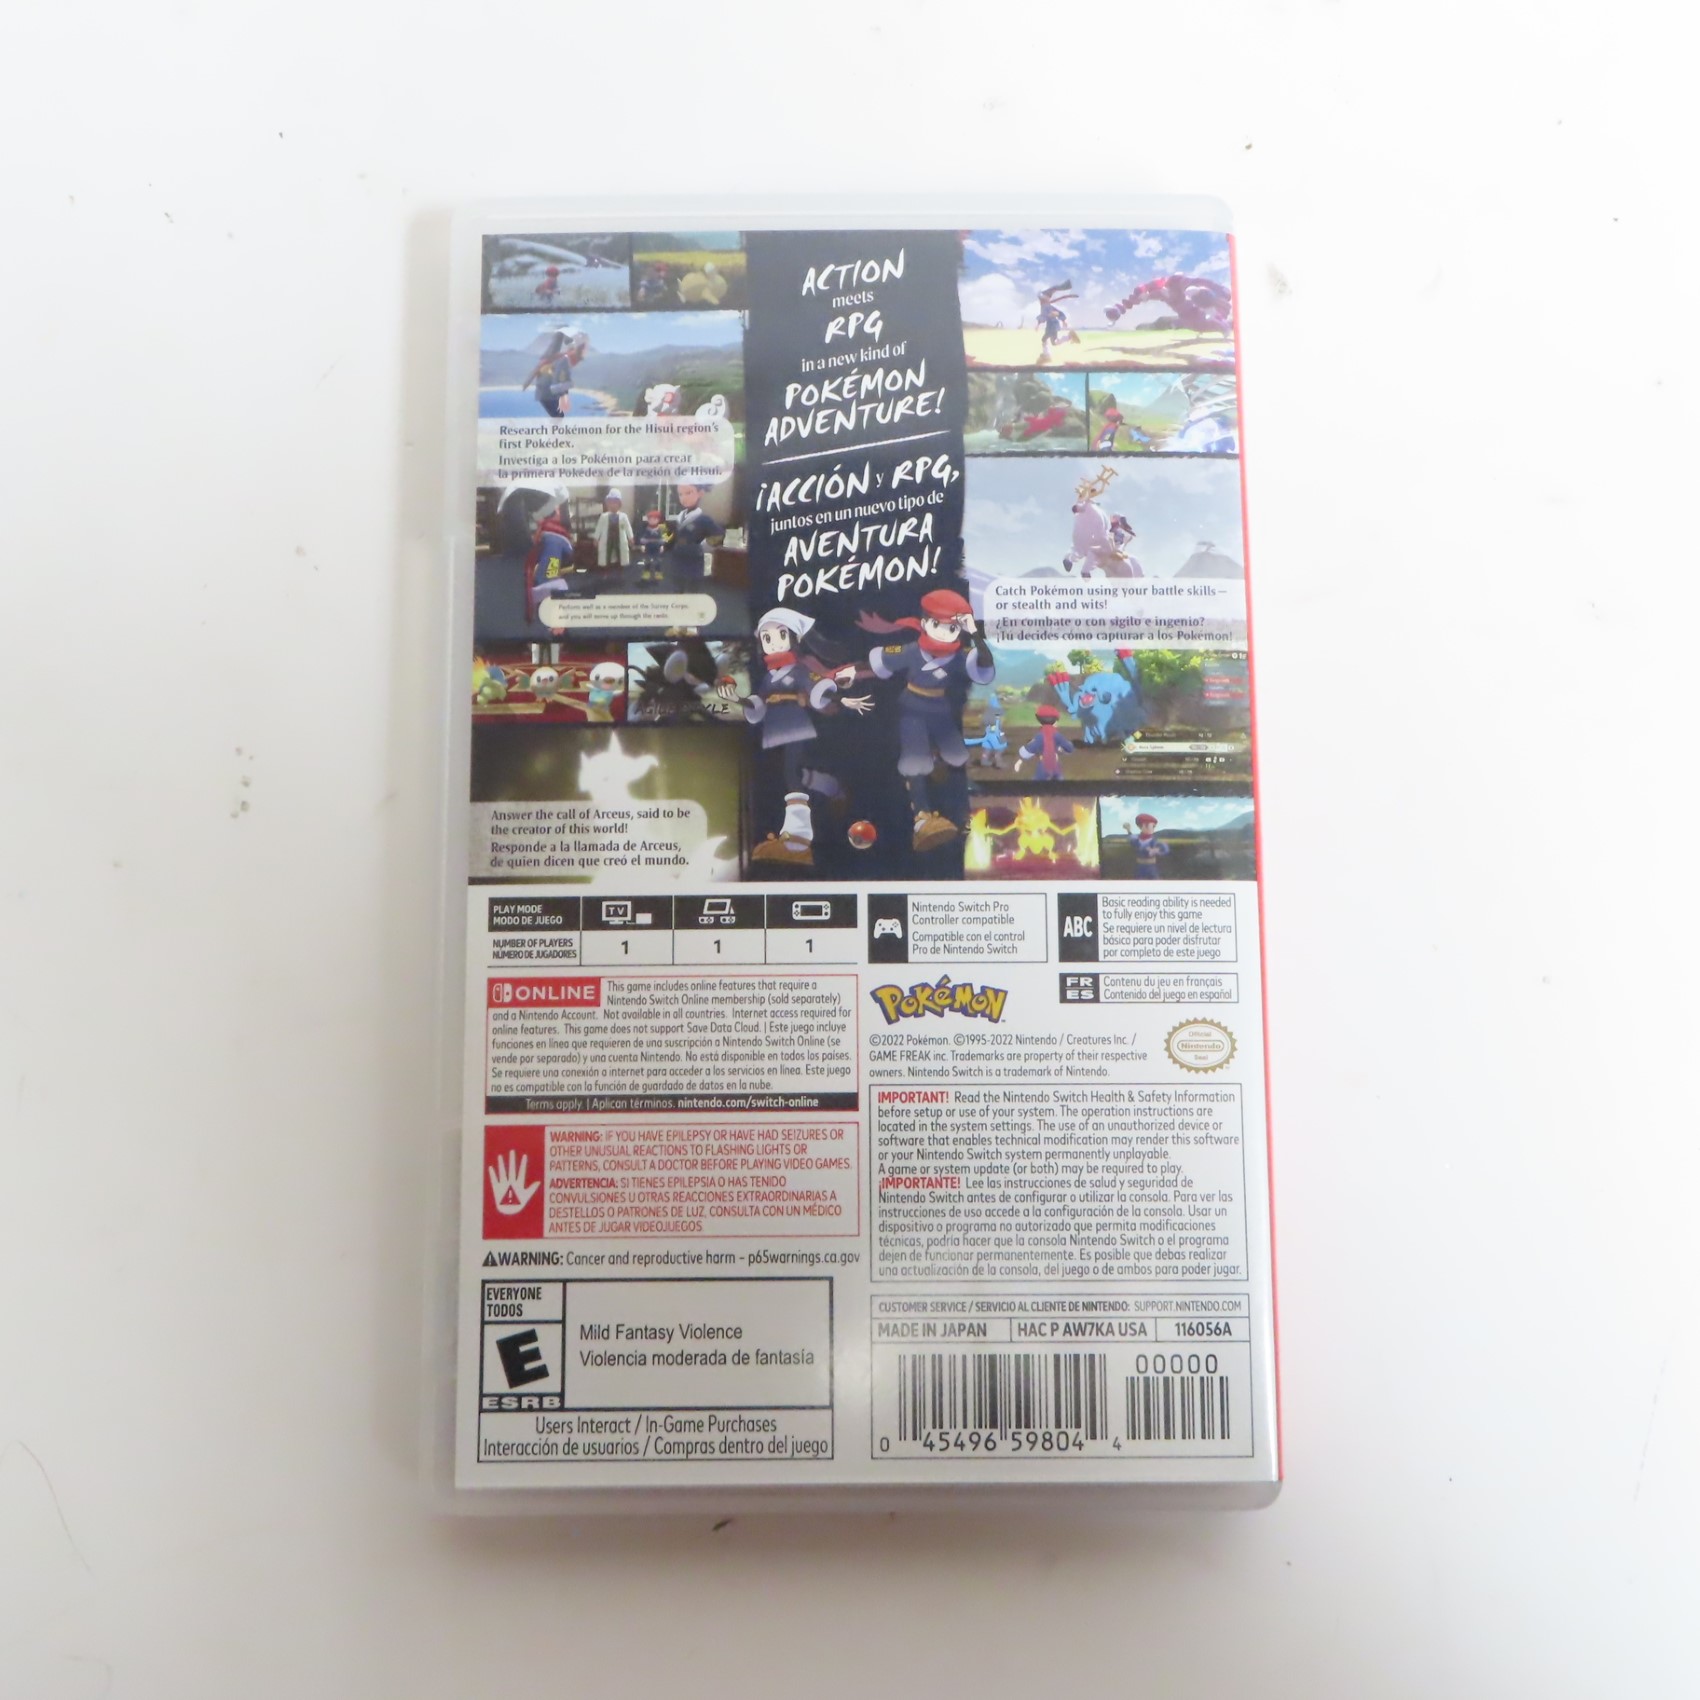 ACTION
meets
RPG
in a new kind of
POKÉMON
ADVENTURE!
¡ACCIÓN y RPG,
juntos en un nuevo tipo de
AVENTURA
POKÉMON!
Research Pokémon for the Hisui region's
first Pokédex.
Investiga a los Pokémon para crear
la primera Pokédex de la región de Hisui.
Perform well as a member of the Survey Corps,
and you will move up through the ranks.
AGILE STYLE
Answer the call of Arceus, said to be
the creator of this world!
Responde a la llamada de Arceus,
de quien dicen que creó el mundo.
Catch Pokémon using your battle skills—
or stealth and wits!
¿En combate o con sigilo e ingenio?
¡Tú decides cómo capturar a los Pokémon!
PLAY MODE
MODO DE JUEGO
TV
NUMBER OF PLAYERS
NÚMERO DE JUGADORES
1 1 1
Nintendo Switch Pro
Controller compatible
Compatible con el control
Pro de Nintendo Switch
ABC
Basic reading ability is needed
to fully enjoy this game
Se requiere un nivel de lectura
básico para poder disfrutar
por completo de este juego
FR
ES
Contenu du jeu en français
Contenido del juego en español
ONLINE
This game includes online features that require a
Nintendo Switch Online membership (sold separately)
and a Nintendo Account. Not available in all countries. Internet access required for
online features. This game does not support Save Data Cloud. | Este juego incluye
funciones en línea que requieren de una suscripción a Nintendo Switch Online (se
vende por separado) y una cuenta Nintendo. No está disponible en todos los países.
Se requiere una conexión a internet para acceder a los servicios en línea. Este juego
no es compatible con la función de guardado de datos en la nube.
Terms apply. | Aplican términos. nintendo.com/switch-online
POKéMON
©2022 Pokémon. ©1995-2022 Nintendo / Creatures Inc. /
GAME FREAK inc. Trademarks are property of their respective
owners. Nintendo Switch is a trademark of Nintendo.
Official
Nintendo
Seal
WARNING: IF YOU HAVE EPILEPSY OR HAVE HAD SEIZURES OR
OTHER UNUSUAL REACTIONS TO FLASHING LIGHTS OR
PATTERNS, CONSULT A DOCTOR BEFORE PLAYING VIDEO GAMES.
ADVERTENCIA: SI TIENES EPILEPSIA O HAS TENIDO
CONVULSIONES U OTRAS REACCIONES EXTRAORDINARIAS A
DESTELLOS O PATRONES DE LUZ, CONSULTA CON UN MÉDICO
ANTES DE JUGAR VIDEOJUEGOS.
WARNING: Cancer and reproductive harm - p65warnings.ca.gov
IMPORTANT! Read the Nintendo Switch Health & Safety Information
before setup or use of your system. The operation instructions are
located in the system settings. The use of an unauthorized device or
software that enables technical modification may render this software
or your Nintendo Switch system permanently unplayable.
A game or system update (or both) may be required to play.
¡IMPORTANTE! Lee las instrucciones de salud y seguridad de
Nintendo Switch antes de configurar o utilizar la consola. Para ver las
instrucciones de uso accede a la configuración de la consola. Usar un
dispositivo o programa no autorizado que permita modificaciones
técnicas, podría hacer que la consola Nintendo Switch o el programa
dejen de funcionar permanentemente. Es posible que debas realizar
una actualización de la consola, del juego o de ambos para poder jugar.
EVERYONE
TODOS
E
ESRB
Mild Fantasy Violence
Violencia moderada de fantasía
Users Interact / In-Game Purchases
Interacción de usuarios / Compras dentro del juego
CUSTOMER SERVICE / SERVICIO AL CLIENTE DE NINTENDO: SUPPORT.NINTENDO.COM
MADE IN JAPAN HAC P AW7KA USA 116056A
00000
0 45496 59804 4